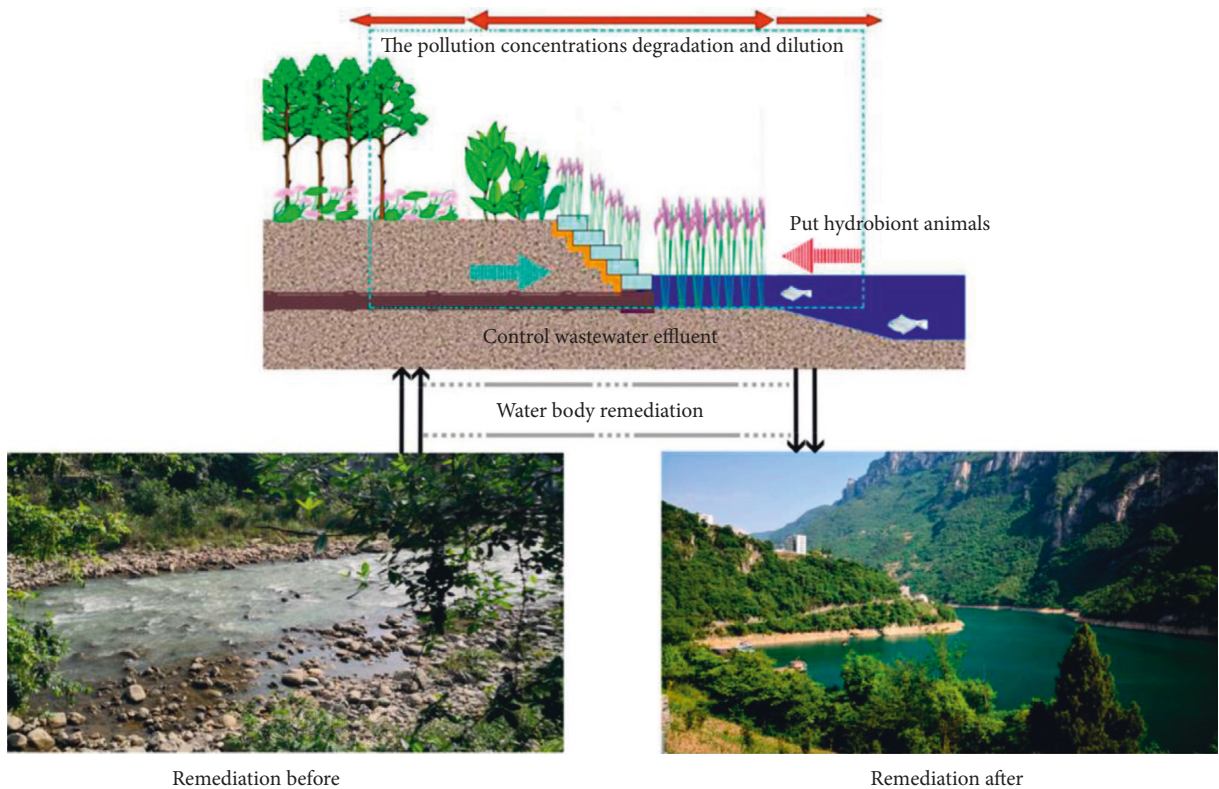 The pollution concentrations degradation and dilution
Put hydrobiont animals
Control wastewater effluent
Water body remediation
Remediation before
Remediation after